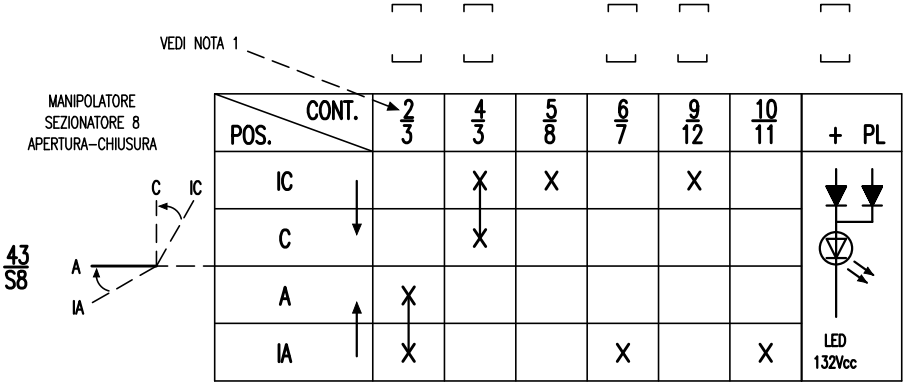 VEDI NOTA 1
MANIPOLATORE
SEZIONATORE 8
APERTURA-CHIUSURA
C IC
43
S8
A
IA
CONT.
POS.
2 4 5 6 9 10
3 3 8 7 12 11
+ PL
IC X X X
C X
A X
IA X X X
LED
132Vcc